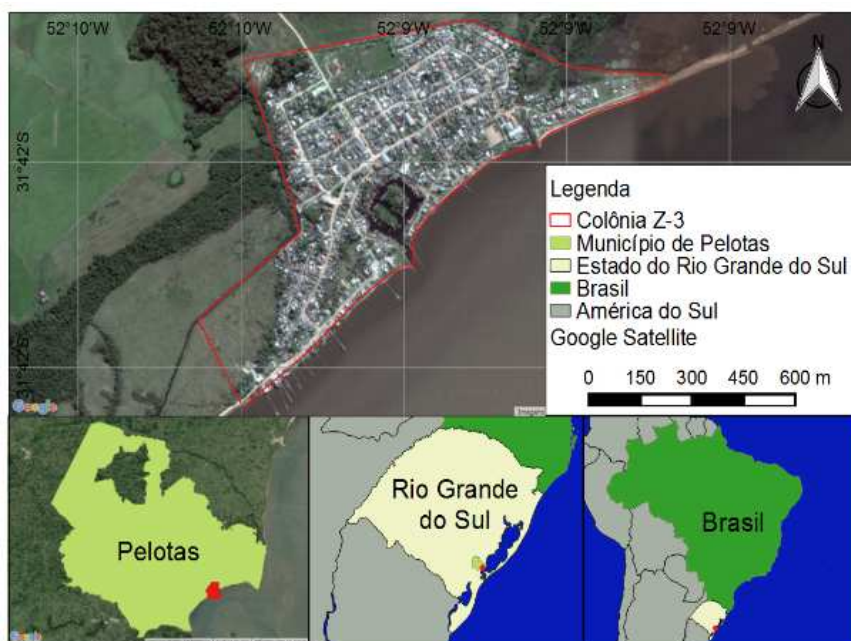 52°10'W 52°10'W 52°9'W 52°9'W 52°9'W
N
31°42'S
Legenda
Colônia Z-3
Município de Pelotas
Estado do Rio Grande do Sul
Brasil
América do Sul
Google Satellite
0 150 300 450 600 m
31°42'S
Google
Pelotas
Rio Grande
do Sul
Brasil
Google